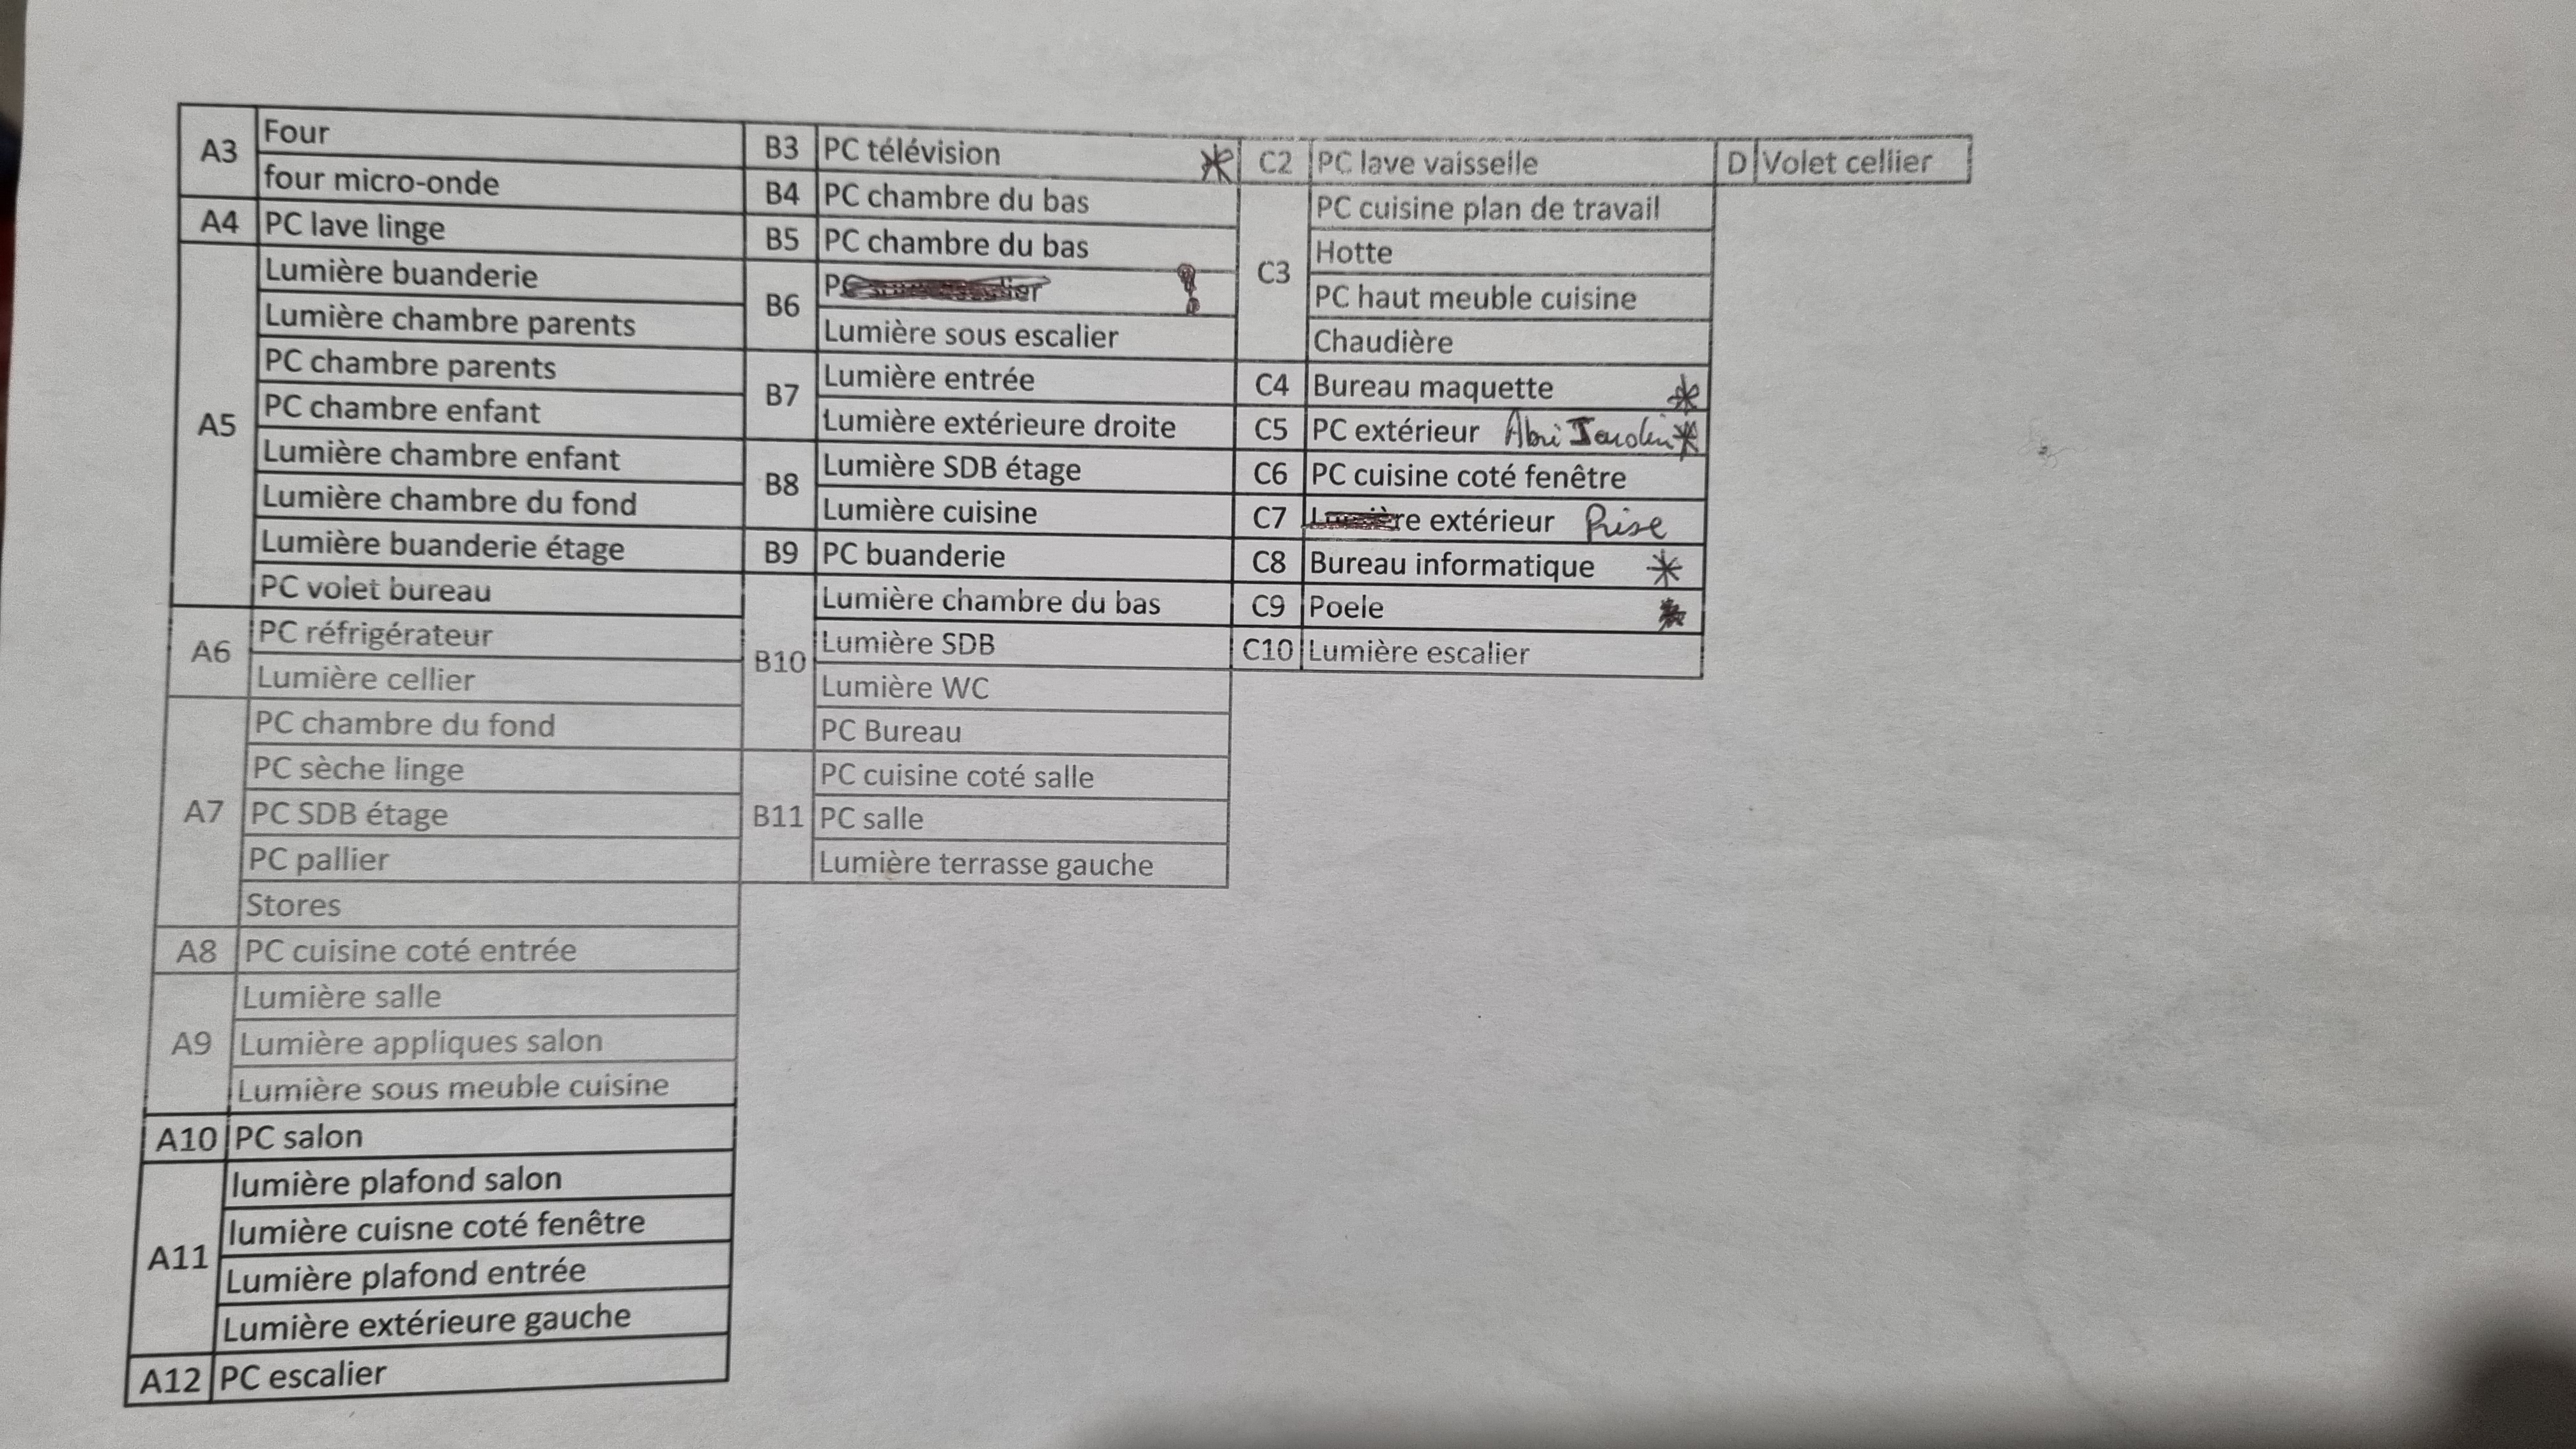 A3
Four
four micro-onde
A4
PC lave linge
A5
Lumière buanderie
Lumière chambre parents
PC chambre parents
PC chambre enfant
Lumière chambre enfant
Lumière chambre du fond
Lumière buanderie étage
PC volet bureau
A6
PC réfrigérateur
Lumière cellier
A7
PC chambre du fond
PC sèche linge
PC SDB étage
PC pallier
Stores
A8
PC cuisine coté entrée
A9
Lumière salle
Lumière appliques salon
Lumière sous meuble cuisine
A10
PC salon
A11
lumière plafond salon
lumière cuisne coté fenêtre
Lumière plafond entrée
Lumière extérieure gauche
A12
PC escalier
B3
PC télévision *
B4
PC chambre du bas
B5
PC chambre du bas
B6
Lumière sous escalier
B7
Lumière entrée
Lumière extérieure droite
B8
Lumière SDB étage
Lumière cuisine
B9
PC buanderie
B10
Lumière chambre du bas
Lumière SDB
Lumière WC
PC Bureau
B11
PC cuisine coté salle
PC salle
Lumière terrasse gauche
C2
PC lave vaisselle
C3
PC cuisine plan de travail
Hotte
PC haut meuble cuisine
Chaudière
C4
Bureau maquette *
C5
PC extérieur Abri Jardin *
C6
PC cuisine coté fenêtre
C7
extérieur Prise
C8
Bureau informatique *
C9
Poele
C10
Lumière escalier
D
Volet cellier